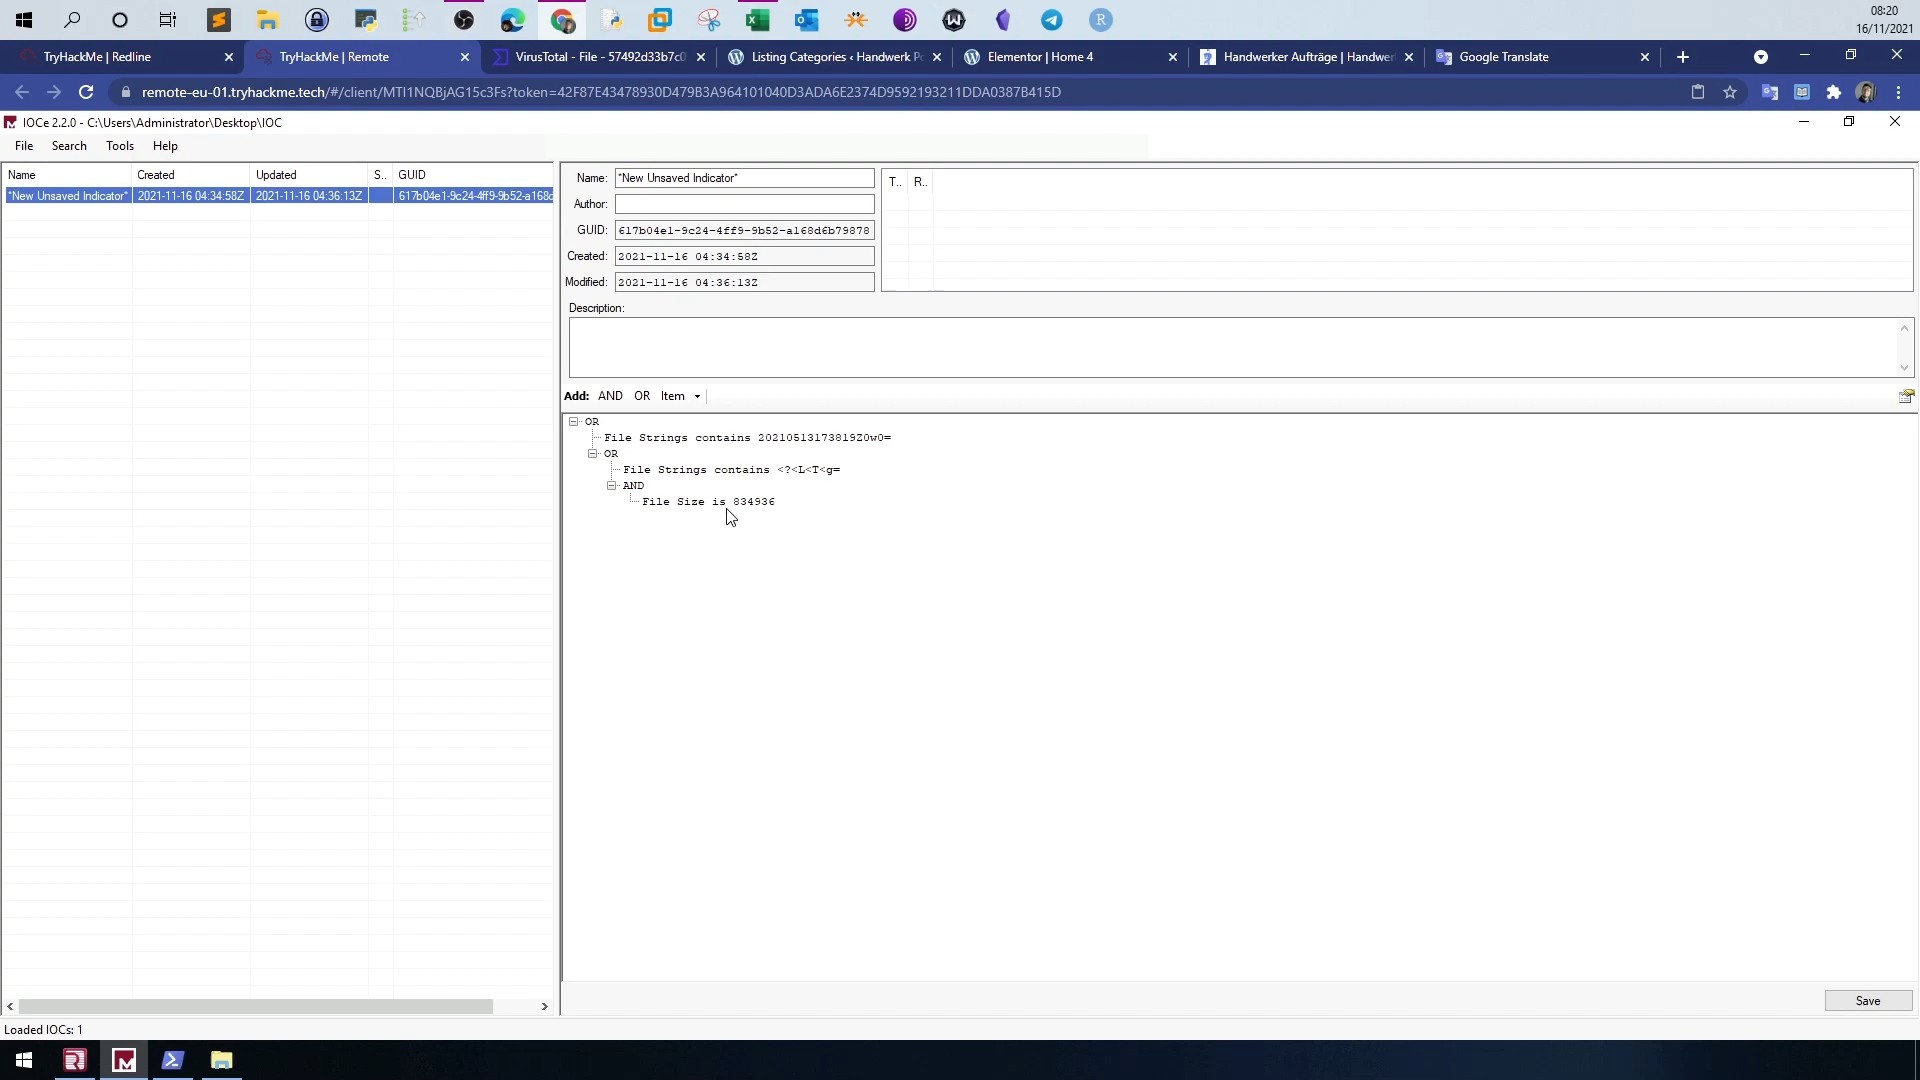 08:20
16/11/2021
TryHackMe | Redline
TryHackMe | Remote
VirusTotal - File - 57492d33b7c0
Listing Categories ‹ Handwerk Po
Elementor | Home 4
Handwerker Aufträge | Handwer
Google Translate
remote-eu-01.tryhackme.tech/#/client/MTI1NQBjAG15c3Fs?token=42F87E43478930D479B3A964101040D3ADA6E2374D9592193211DDA0387B415D
IOCe 2.2.0 - C:\Users\Administrator\Desktop\IOC
File Search Tools Help
Name Created Updated S.. GUID
*New Unsaved Indicator* 2021-11-16 04:34:58Z 2021-11-16 04:36:13Z 617b04e1-9c24-4ff9-9b52-a168d
Name: *New Unsaved Indicator*
T.. R..
Author:
GUID: 617b04e1-9c24-4ff9-9b52-a168d6b79878
Created: 2021-11-16 04:34:58Z
Modified: 2021-11-16 04:36:13Z
Description:
Add: AND OR Item
OR
File Strings contains 20210513173819Z0w0=
OR
File Strings contains <?<L<T<g=
AND
File Size is 834936
Save
Loaded IOCs: 1